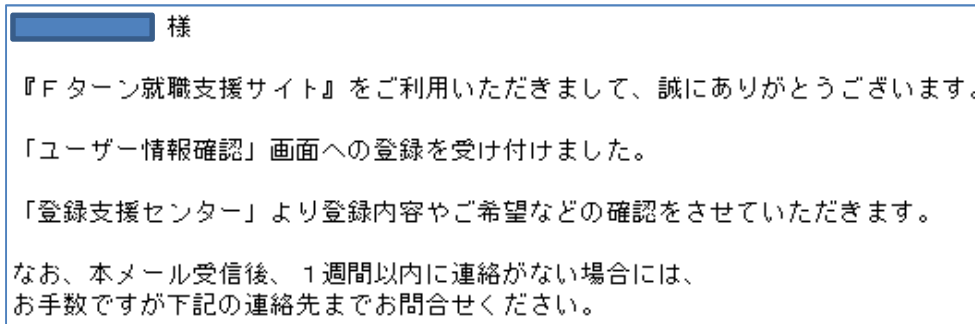 様
『Ｆターン就職支援サイト』をご利用いただきまして、誠にありがとうございます。
「ユーザー情報確認」画面への登録を受け付けました。
「登録支援センター」より登録内容やご希望などの確認をさせていただきます。
なお、本メール受信後、１週間以内に連絡がない場合には、
お手数ですが下記の連絡先までお問合せください。